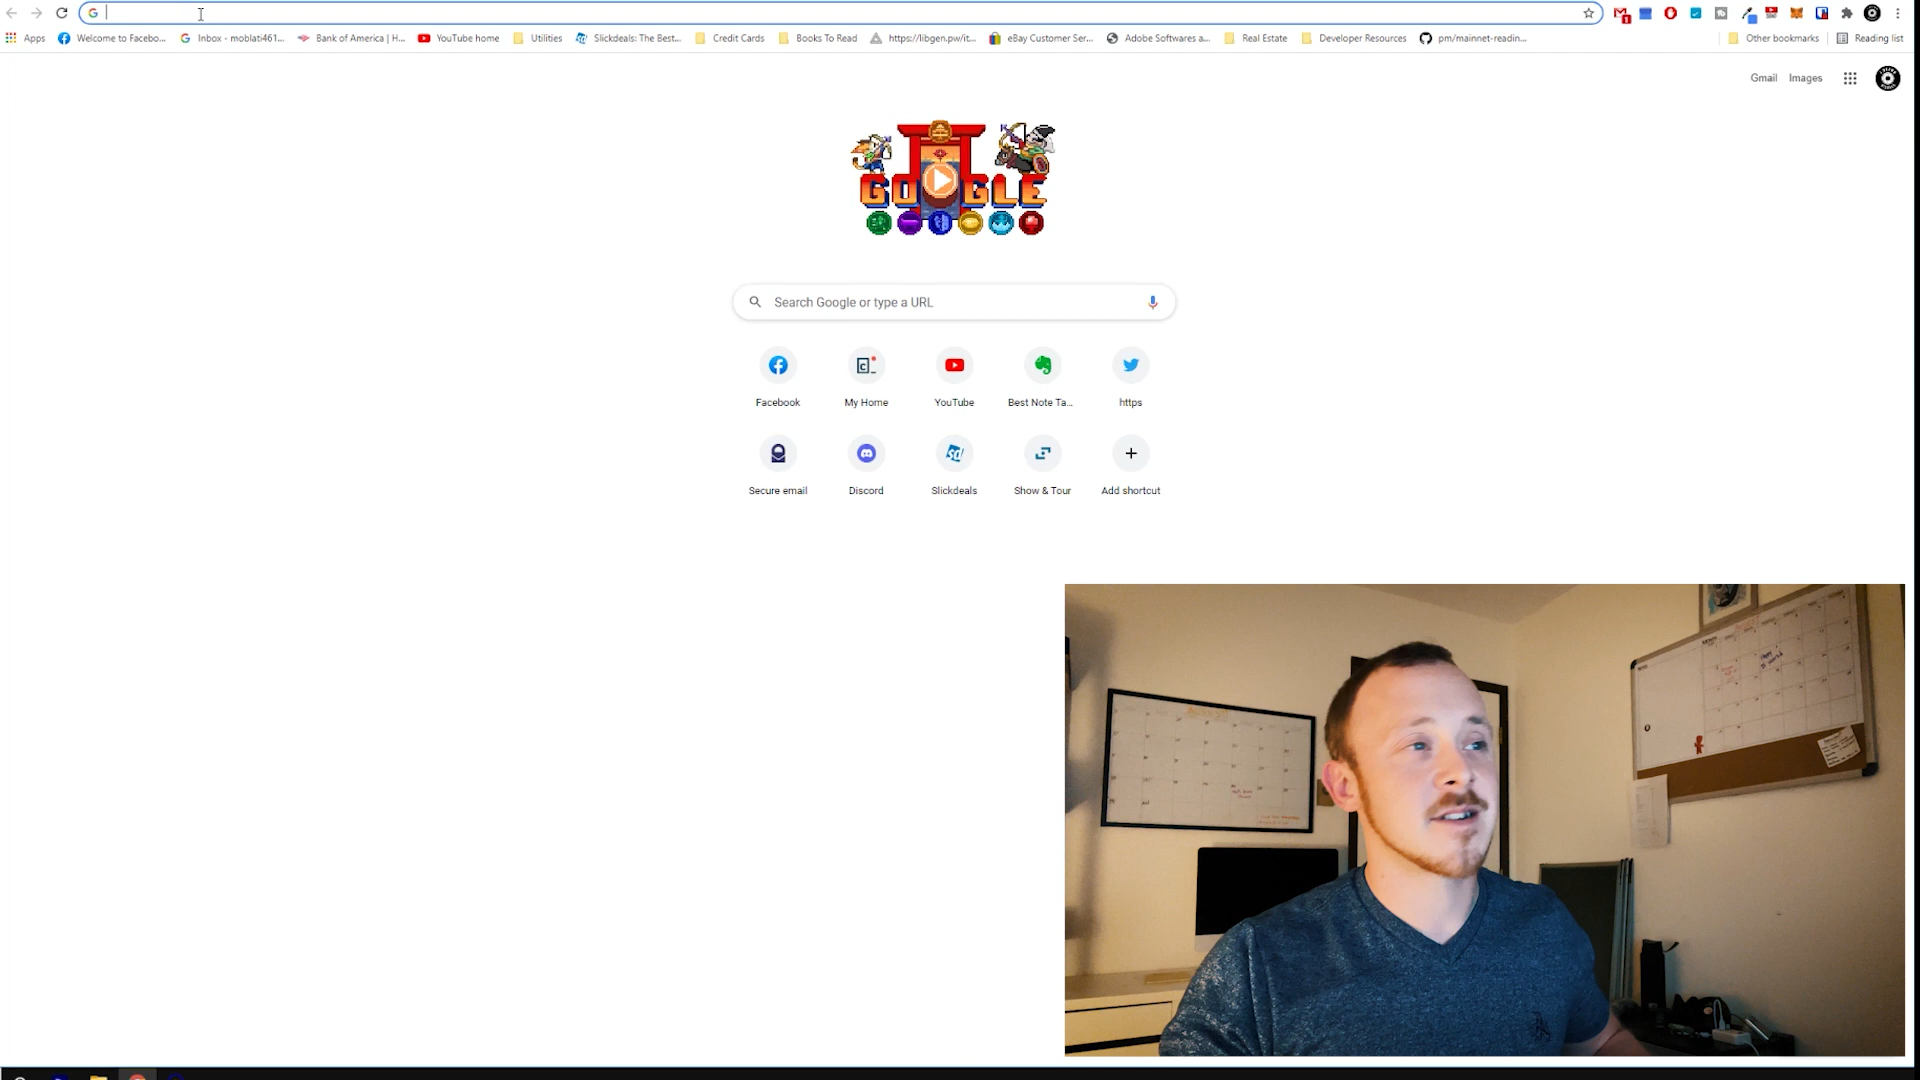 Apps Welcome to Facebo... Inbox - moblati461... Bank of America | H... YouTube home Utilities Slickdeals: The Best... Credit Cards Books To Read https://libgen.pw/it... eBay Customer Ser... Adobe Softwares a... Real Estate Developer Resources pm/mainnet-readin... Other bookmarks Reading list
Gmail Images
GOOGLE
Search Google or type a URL
Facebook My Home YouTube Best Note Ta... https
Secure email Discord Slickdeals Show & Tour Add shortcut